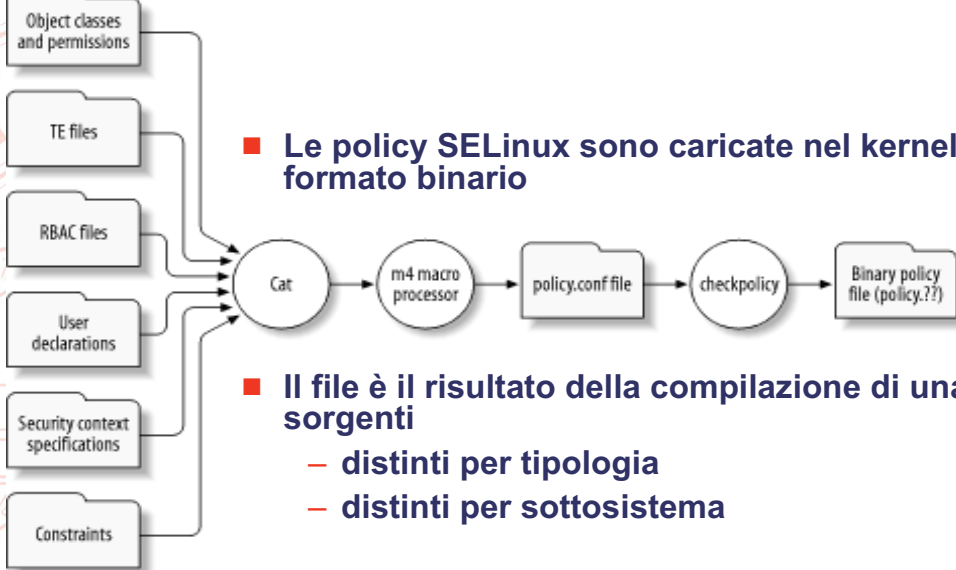 Object classes
and permissions
TE files
RBAC files
User
declarations
Security context
specifications
Constraints
Le policy SELinux sono caricate nel kernel
formato binario
Cat
m4 macro
processor
policy.conf file
checkpolicy
Binary policy
file (policy.??)
Il file è il risultato della compilazione di una
sorgenti
– distinti per tipologia
– distinti per sottosistema